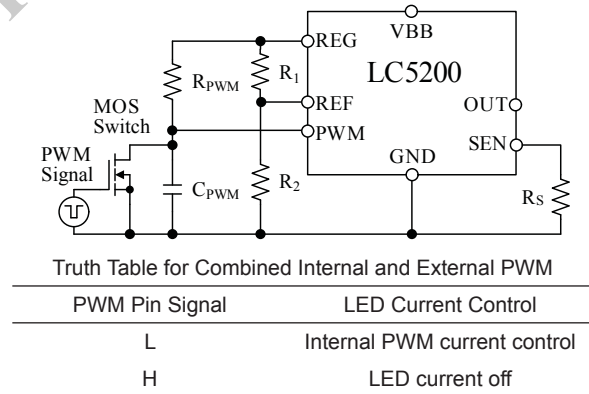 VBB
REG
LC5200
RPWM
R1
REF
MOS
Switch
OUT
PWM
PWM
Signal
GND
SEN
CPWM
R2
RS
Truth Table for Combined Internal and External PWM
PWM Pin Signal LED Current Control
L Internal PWM current control
H LED current off